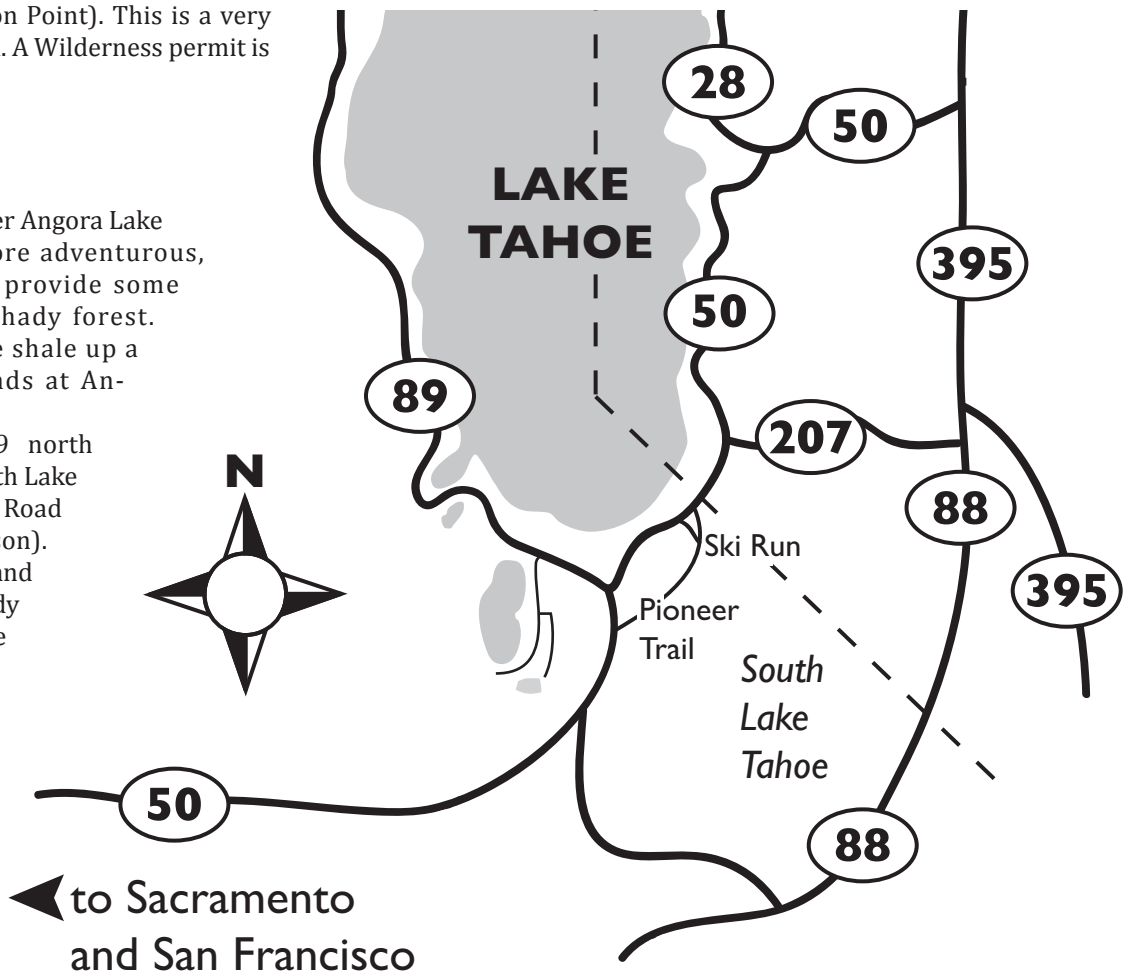 on Point). This is a very
. A Wilderness permit is
er Angora Lake
ore adventurous,
provide some
hady forest.
e shale up a
nds at An-
9 north
th Lake
Road
son).
and
dy
e
28
50
LAKE
TAHOE
395
50
89
207
N
88
Ski Run
395
Pioneer
Trail
South
Lake
Tahoe
50
88
to Sacramento
and San Francisco